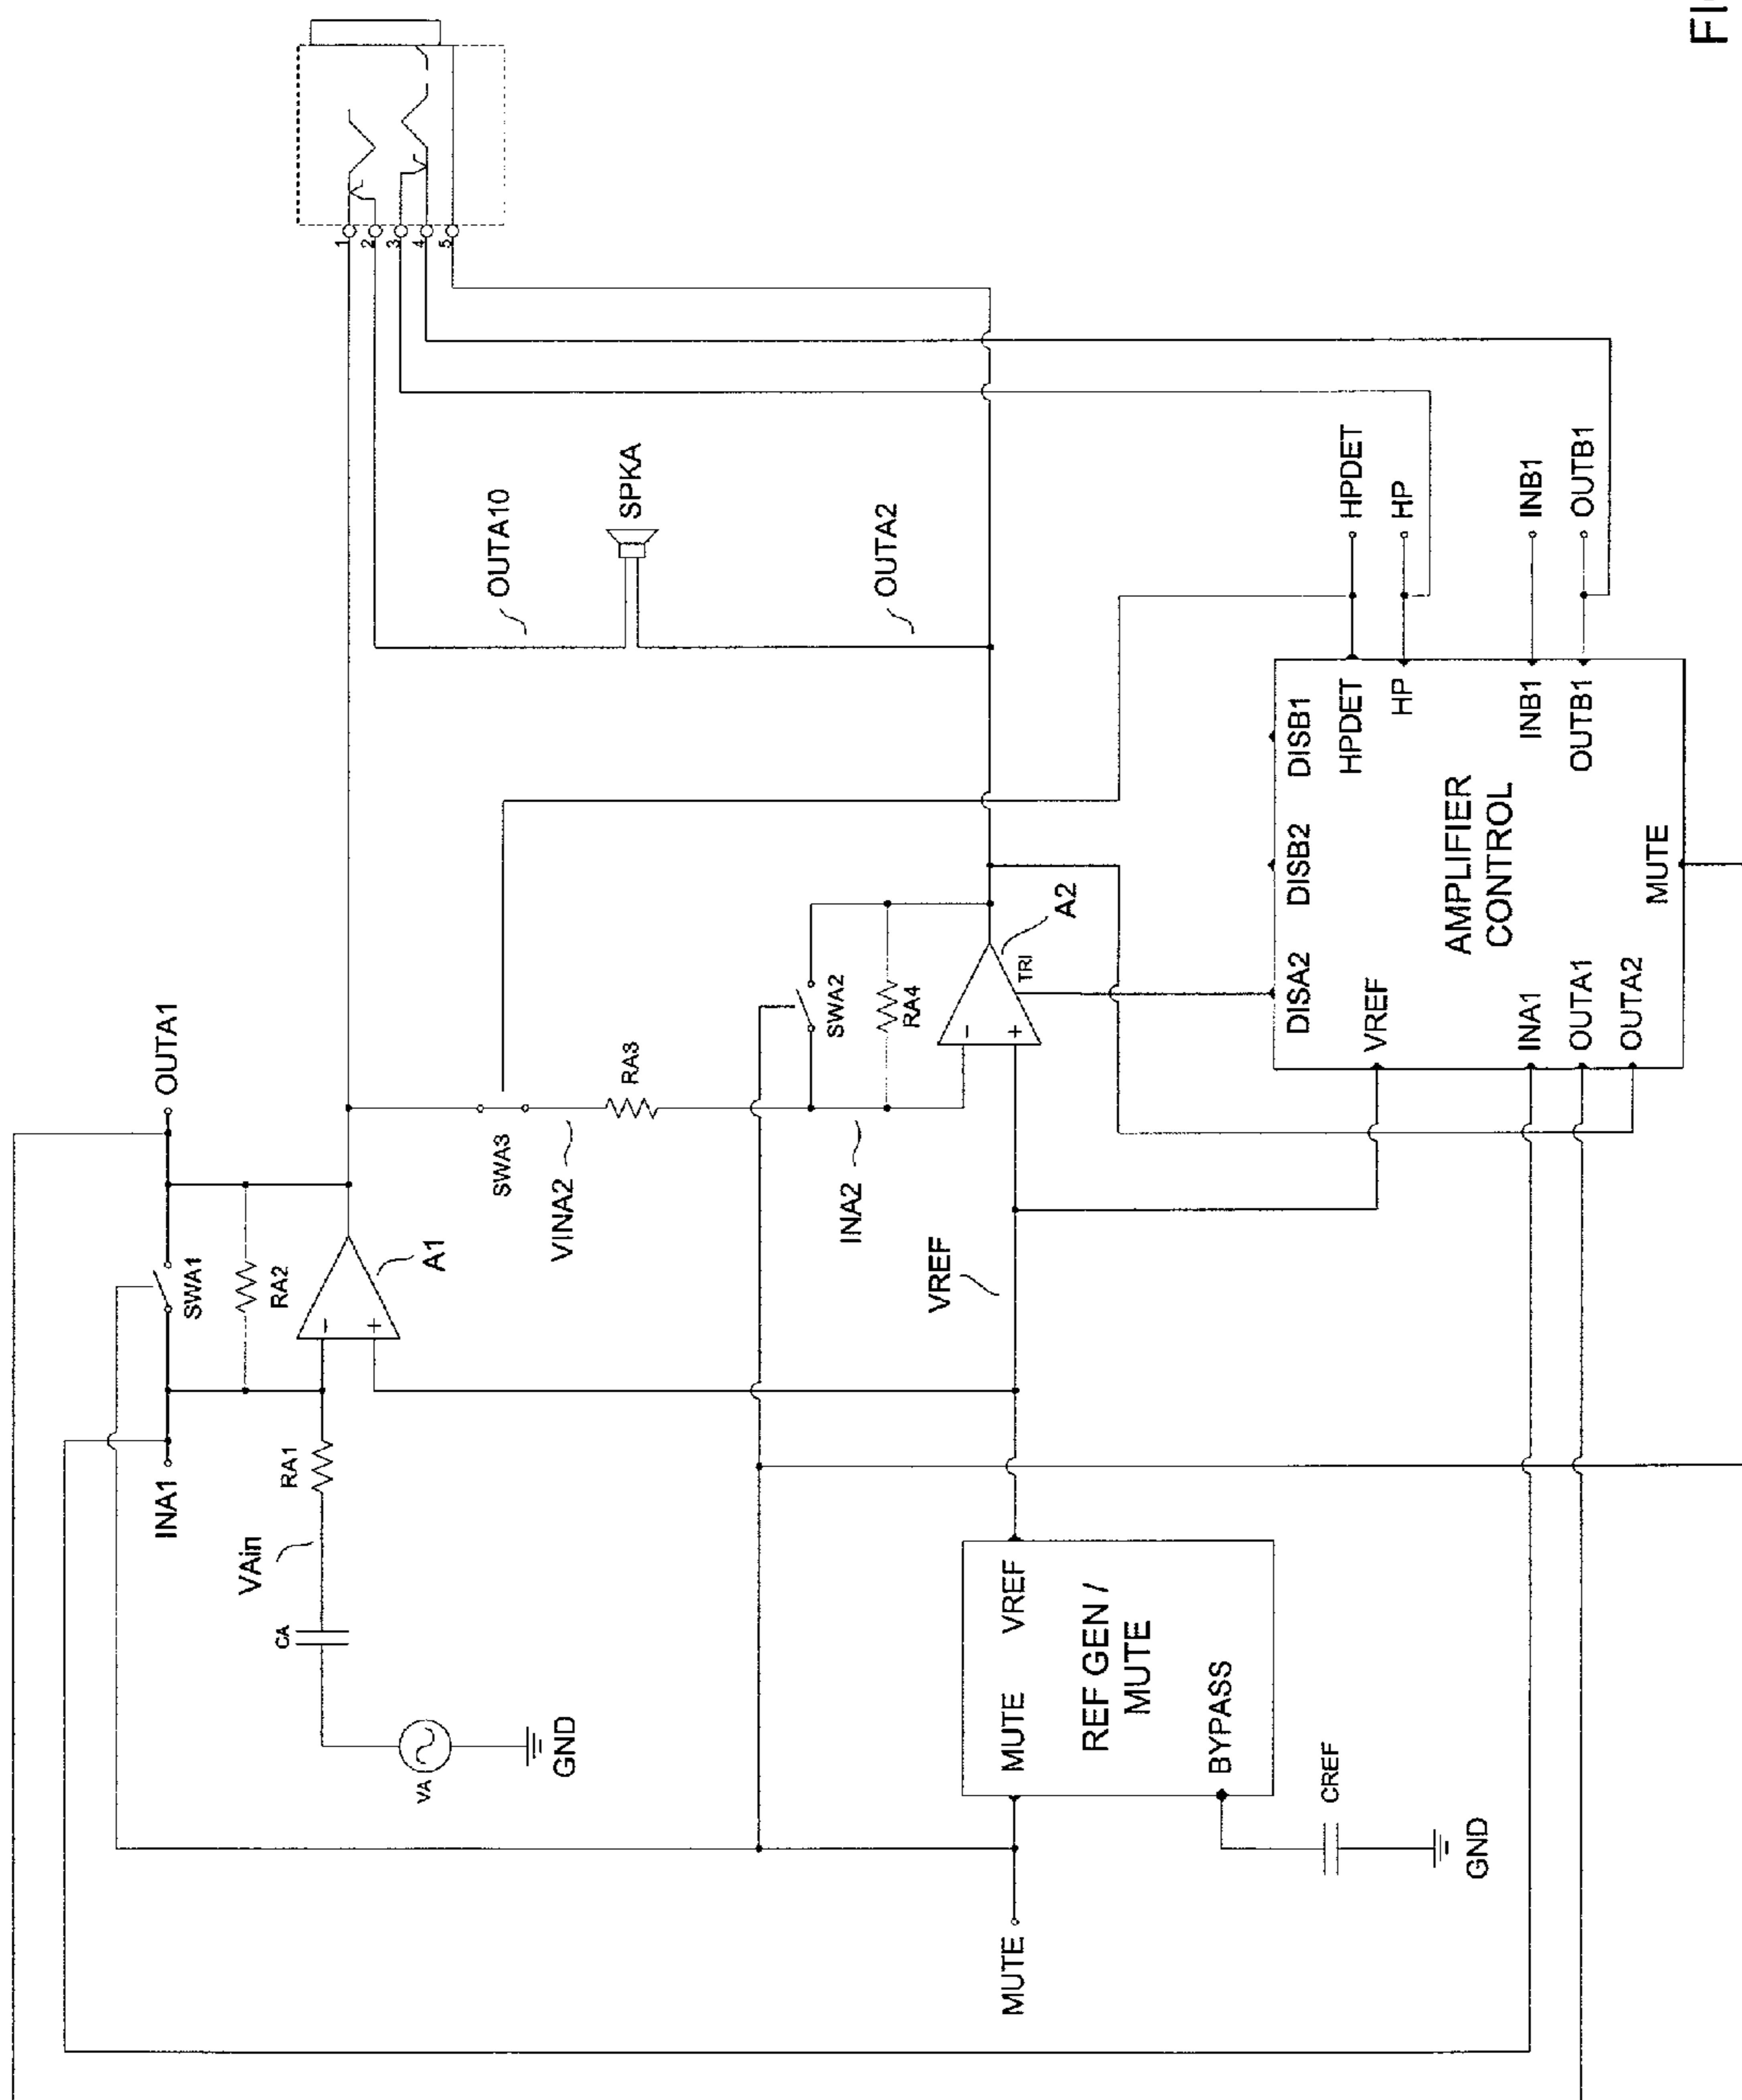 FI
1
2
3
4
5
OUTA1
OUTA10
SPKA
OUTA2
SWA1
RA2
A1
INA1
RA1
VAin
CA
VA
GND
SWA3
VINA2
RA3
INA2
SWA2
RA4
A2
TRI
-
+
-
+
VREF
HPDET
HP
INB1
OUTB1
DISA2
DISB2
DISB1
HPDET
HP
INB1
OUTB1
VREF
INA1
OUTA1
OUTA2
AMPLIFIER
CONTROL
MUTE
MUTE
MUTE
VREF
REF GEN /
MUTE
BYPASS
CREF
GND